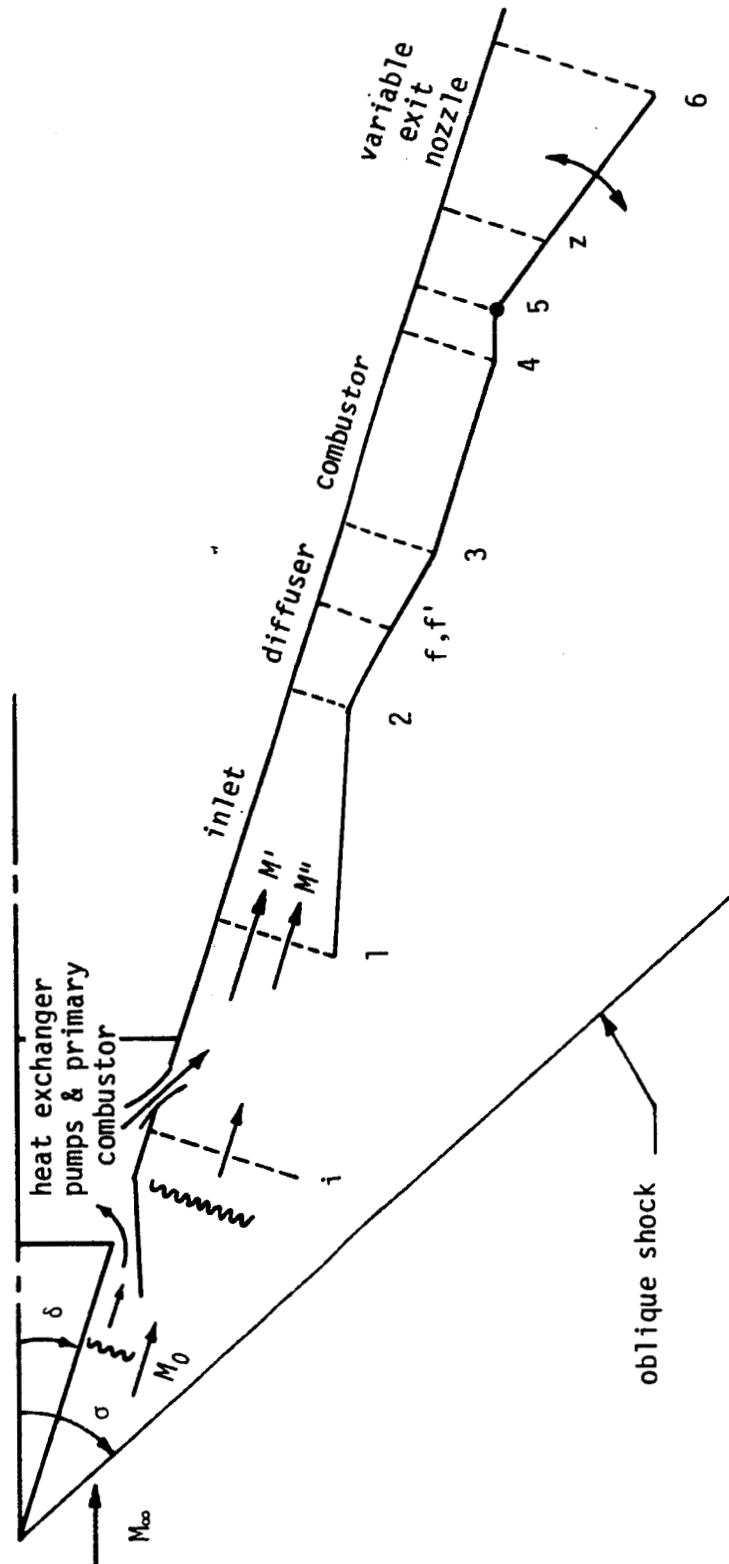 heat exchanger
pumps & primary
combustor
inlet
diffuser
combustor
variable
exit
nozzle
δ
σ
M∞
M0
i
M'
M"
1
2
f,f'
3
4
5
z
6
oblique shock